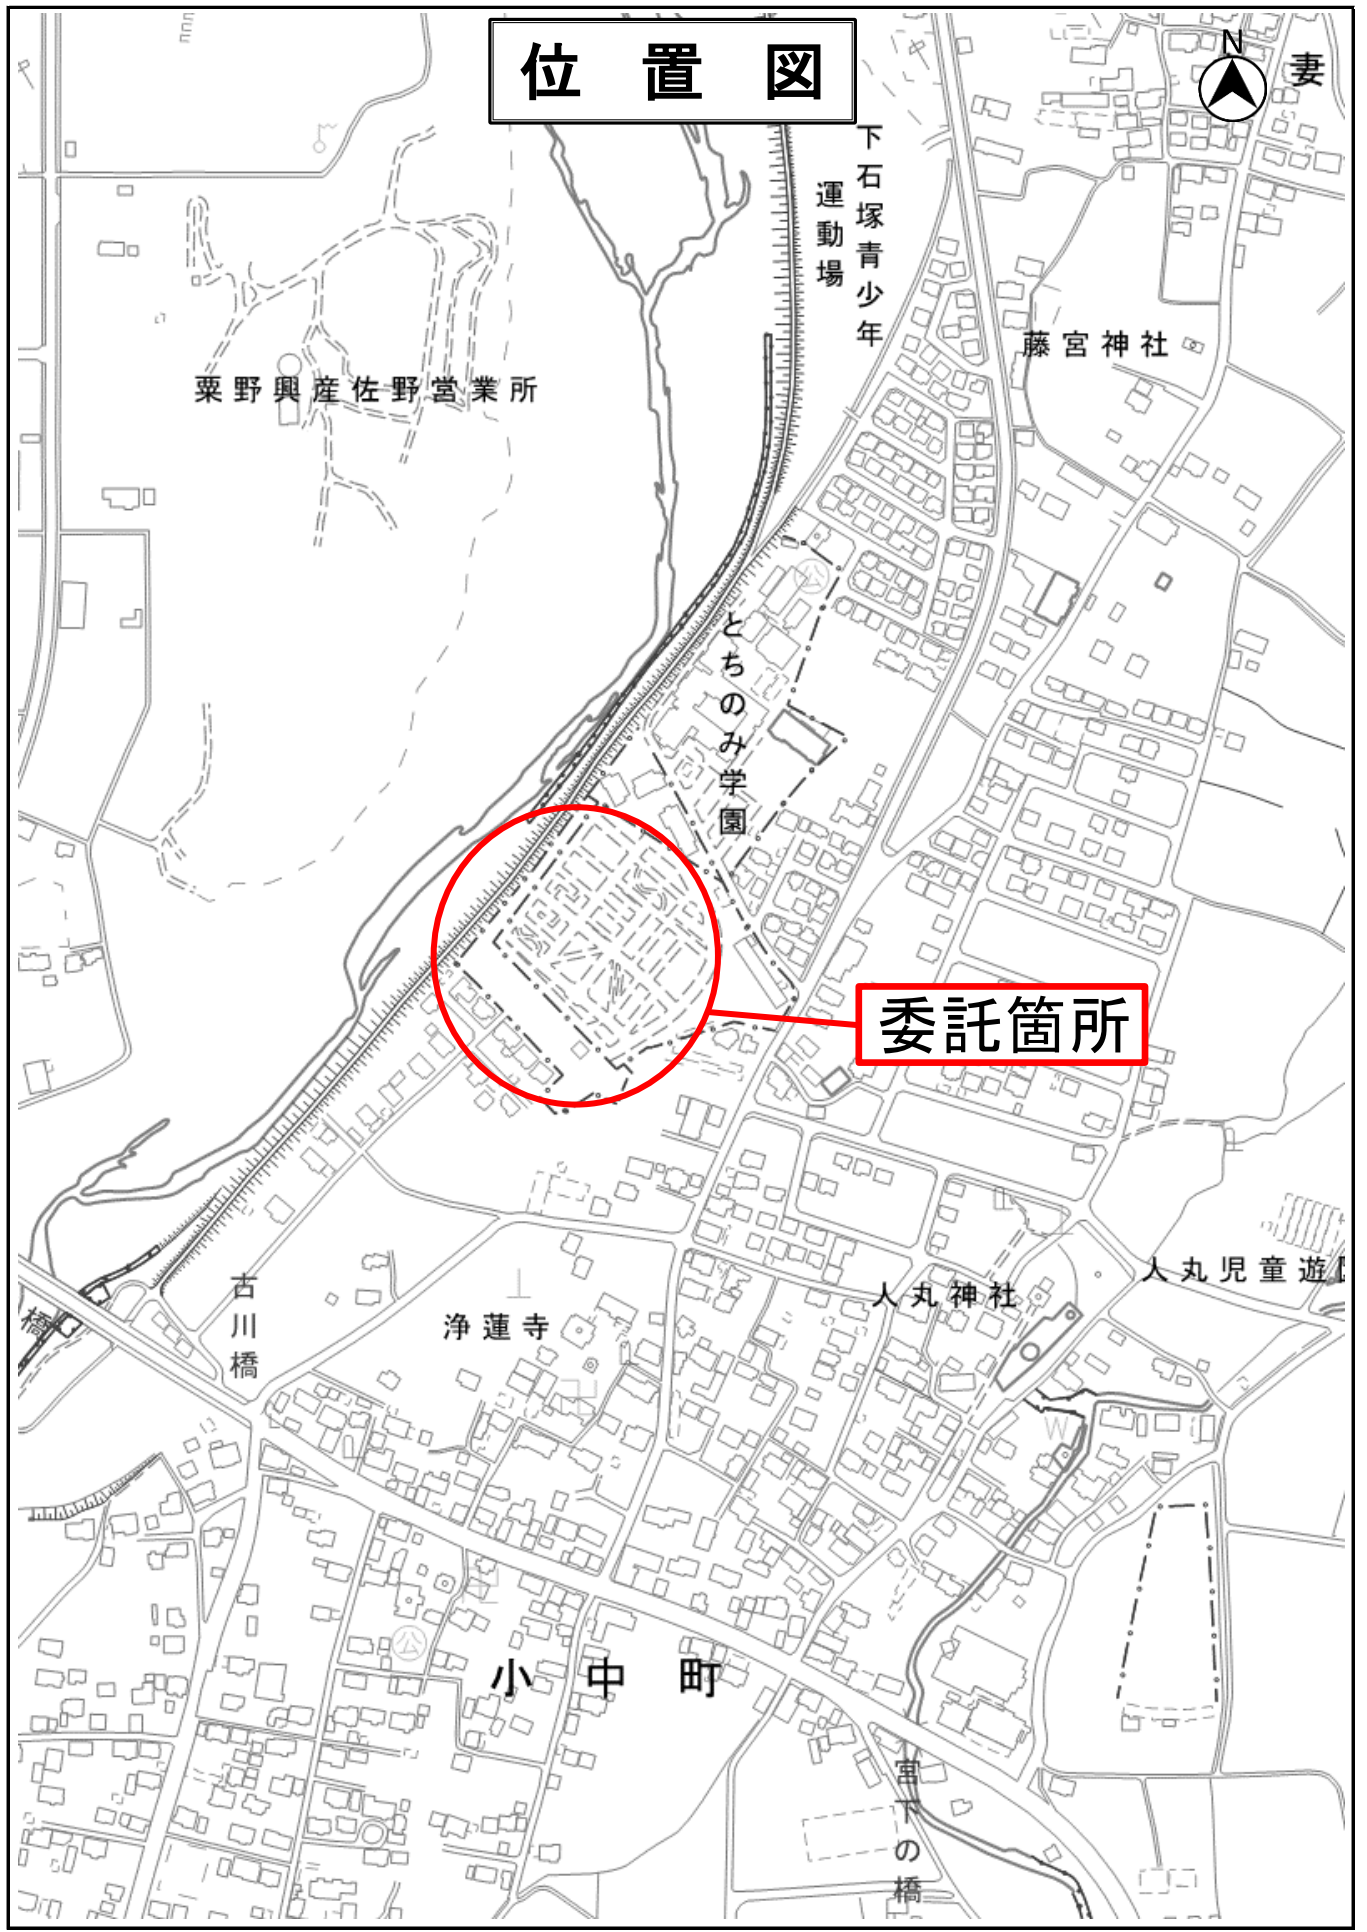 位置図
N
妻
下石塚青少年
運動場
藤宮神社
粟野興産佐野営業所
公
とちのみ学園
委託箇所
人丸児童遊
人丸神社
古川橋
橋
浄蓮寺
W
公
小中町
宮下の橋